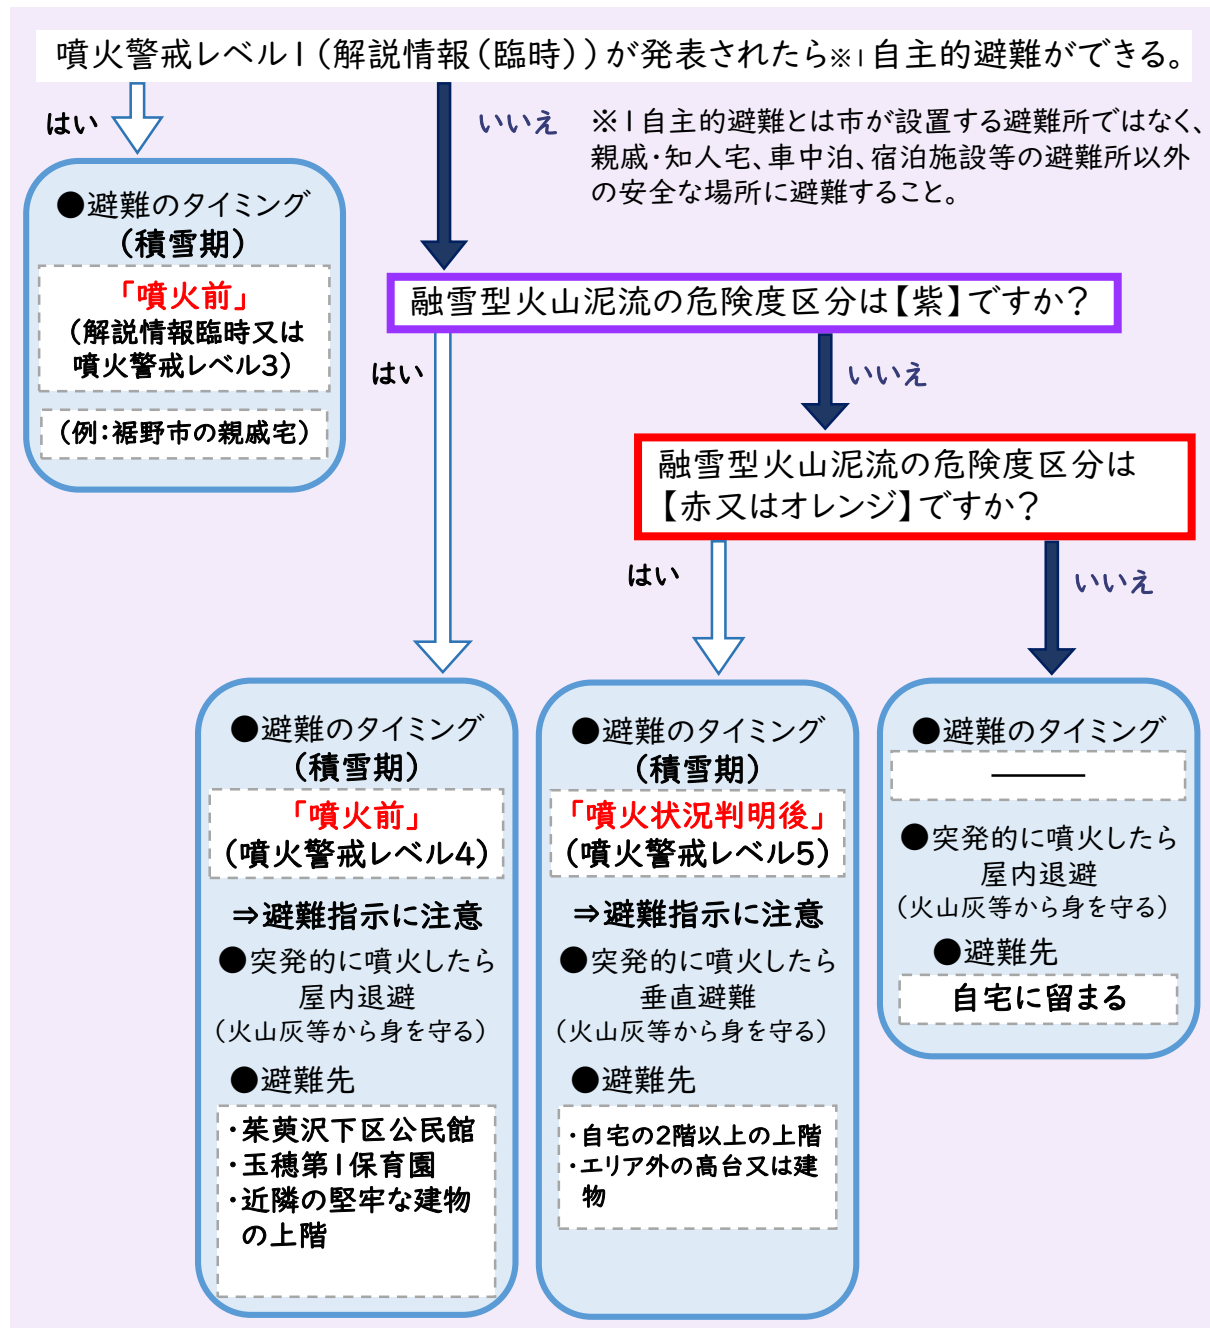 噴火警戒レベル1（解説情報（臨時））が発表されたら※1自主的避難ができる。
はい
いいえ
※1自主的避難とは市が設置する避難所ではなく、
親戚・知人宅、車中泊、宿泊施設等の避難所以外
の安全な場所に避難すること。
●避難のタイミング
（積雪期）
「噴火前」
（解説情報臨時又は
噴火警戒レベル3）
（例：裾野市の親戚宅）
融雪型火山泥流の危険度区分は【紫】ですか？
はい
いいえ
融雪型火山泥流の危険度区分は
【赤又はオレンジ】ですか？
はい
いいえ
●避難のタイミング
（積雪期）
「噴火前」
（噴火警戒レベル4）
⇒避難指示に注意
●突発的に噴火したら
屋内退避
（火山灰等から身を守る）
●避難先
・茱萸沢下区公民館
・玉穂第1保育園
・近隣の堅牢な建物
の上階
●避難のタイミング
（積雪期）
「噴火状況判明後」
（噴火警戒レベル5）
⇒避難指示に注意
●突発的に噴火したら
垂直避難
（火山灰等から身を守る）
●避難先
・自宅の2階以上の上階
・エリア外の高台又は建
物
●避難のタイミング
―――
●突発的に噴火したら
屋内退避
（火山灰等から身を守る）
●避難先
自宅に留まる